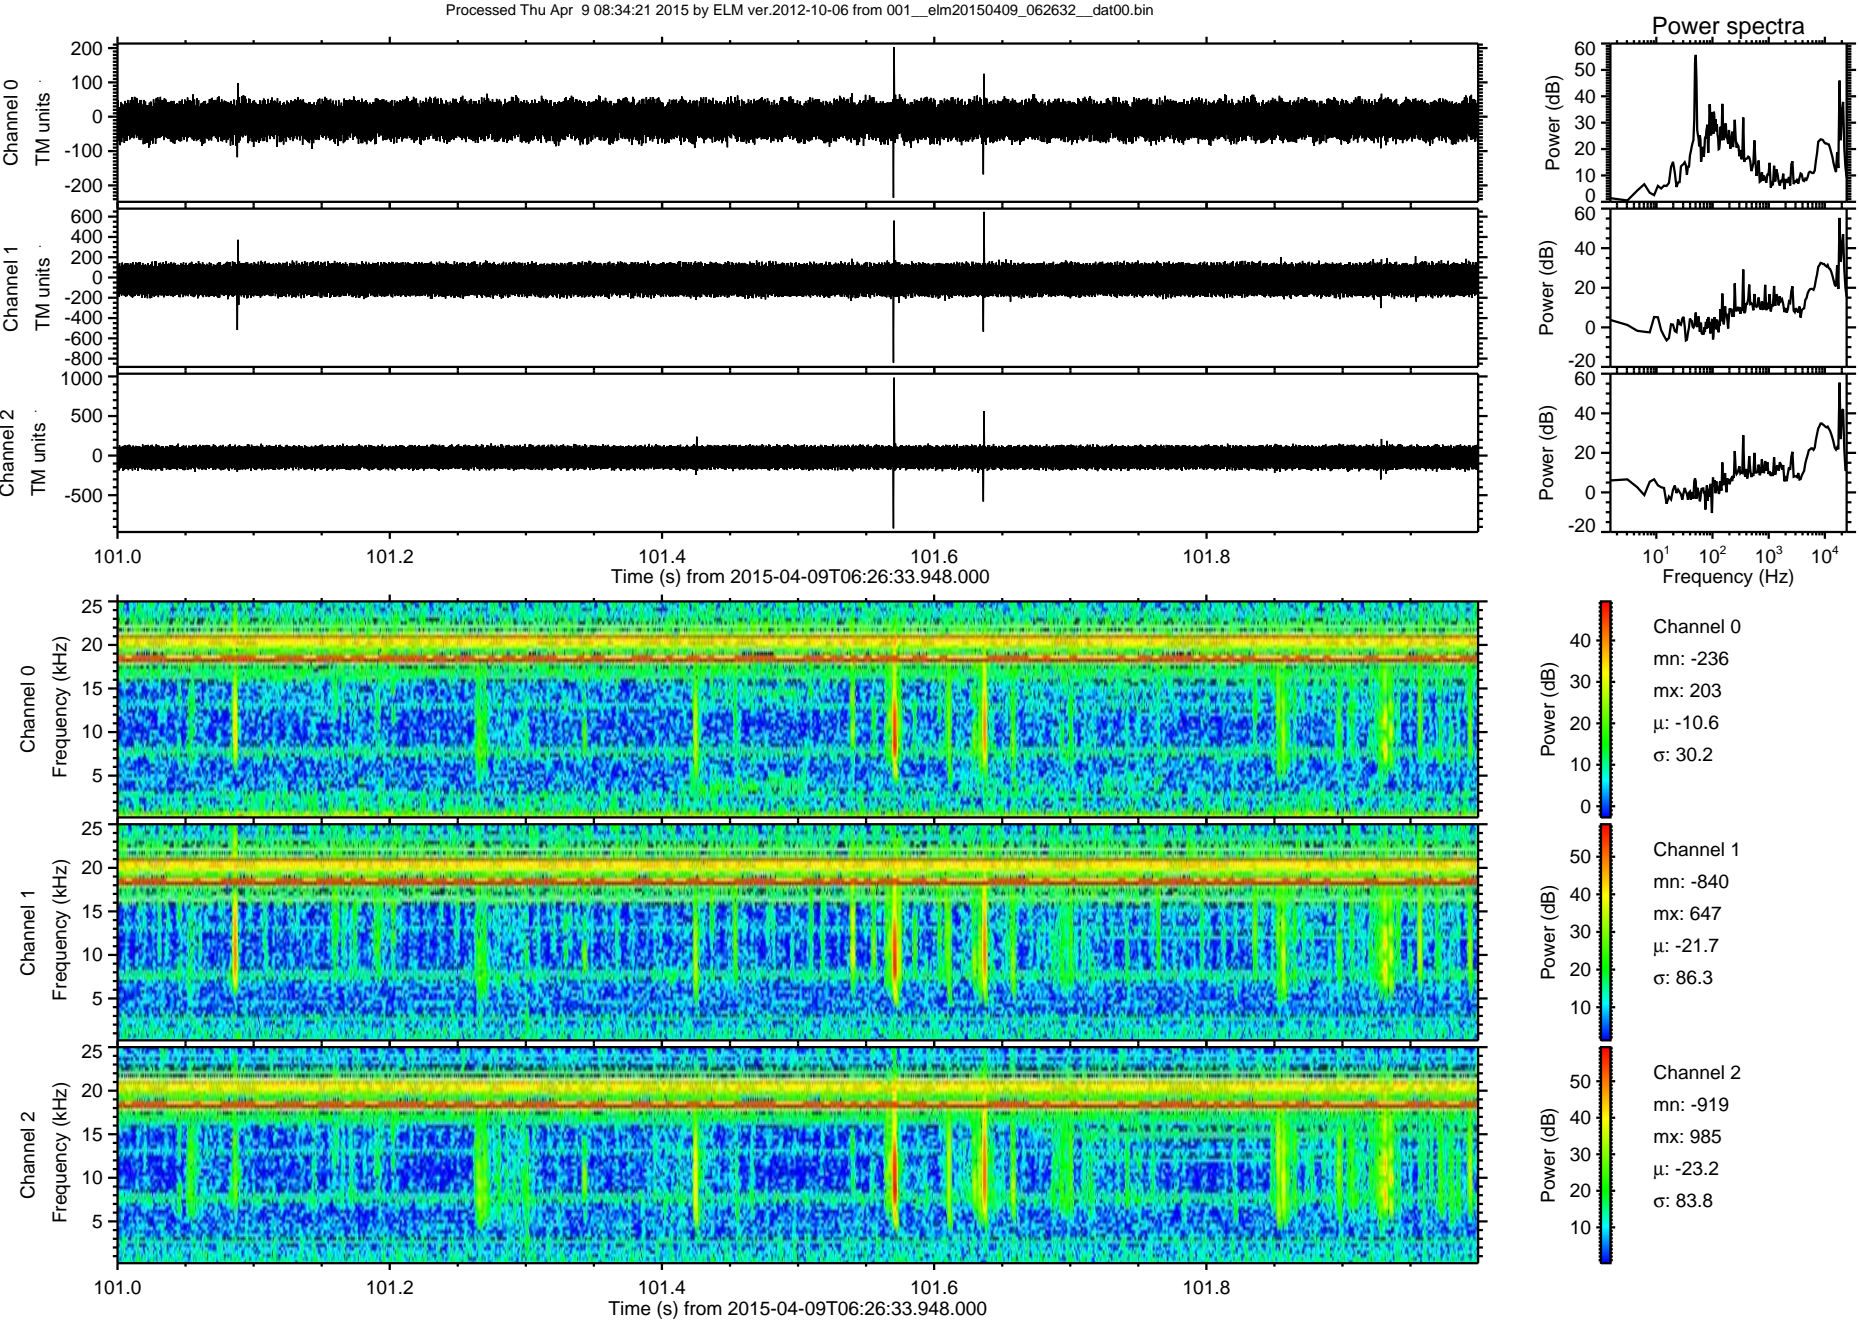 Processed Thu Apr  9 08:34:21 2015 by ELM ver.2012-10-06 from 001__elm20150409_062632__dat00.bin
Power spectra
Channel 0
TM units
200
100
0
-100
-200
Power (dB)
60
50
40
30
20
10
0
Channel 1
TM units
600
400
200
0
-200
-400
-600
-800
Power (dB)
60
40
20
0
-20
Channel 2
TM units
1000
500
0
-500
Power (dB)
60
40
20
0
-20
101.0 101.2 101.4 101.6 101.8
Time (s) from 2015-04-09T06:26:33.948.000
10¹ 10² 10³ 10⁴
Frequency (Hz)
Channel 0
Frequency (kHz)
25
20
15
10
5
Power (dB)
40
30
20
10
0
Channel 0
mn: -236
mx: 203
μ: -10.6
σ: 30.2
Channel 1
Frequency (kHz)
25
20
15
10
5
Power (dB)
50
40
30
20
10
Channel 1
mn: -840
mx: 647
μ: -21.7
σ: 86.3
Channel 2
Frequency (kHz)
25
20
15
10
5
Power (dB)
50
40
30
20
10
Channel 2
mn: -919
mx: 985
μ: -23.2
σ: 83.8
101.0 101.2 101.4 101.6 101.8
Time (s) from 2015-04-09T06:26:33.948.000